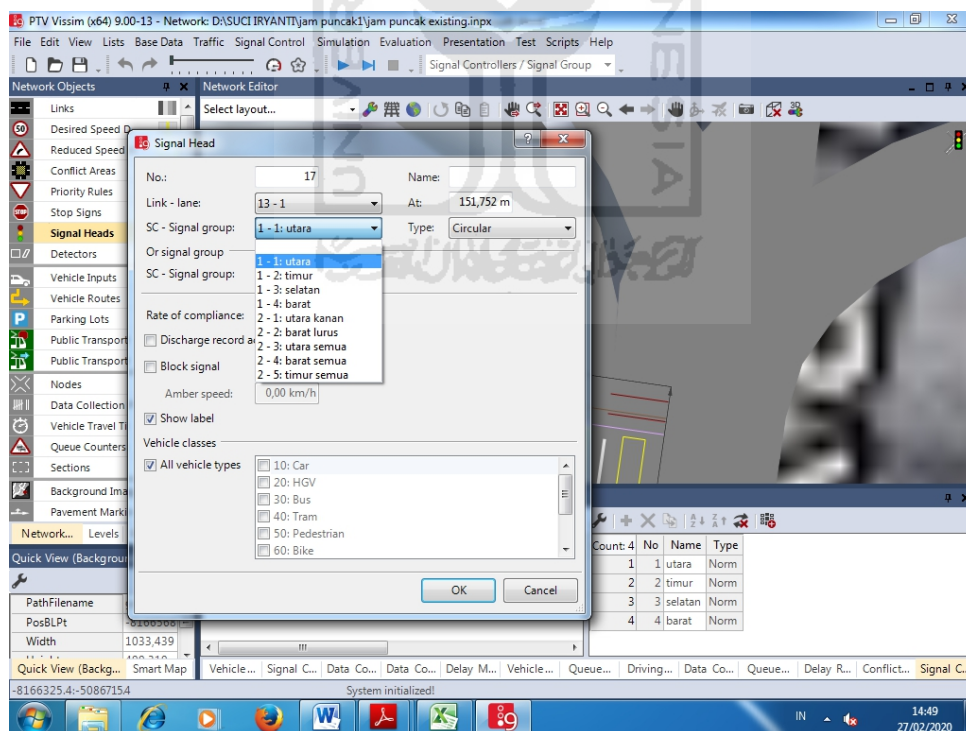 PTV Vissim (x64) 9.00-13 - Network: D:\SUCI IRYANTI\jam puncak1\jam puncak existing.inpx
File Edit View Lists Base Data Traffic Signal Control Simulation Evaluation Presentation Test Scripts Help
Signal Controllers / Signal Group
Network Objects
Network Editor
Select layout...
Links
Desired Speed D
Reduced Speed
Conflict Areas
Priority Rules
Stop Signs
Signal Heads
Detectors
Vehicle Inputs
Vehicle Routes
Parking Lots
Public Transport
Public Transport
Nodes
Data Collection
Vehicle Travel Ti
Queue Counters
Sections
Background Ima
Pavement Marki
Network... Levels
Signal Head
No.: 17 Name:
Link - lane: 13 - 1 At: 151,752 m
SC - Signal group: 1 - 1: utara Type: Circular
Or signal group
SC - Signal group:
1 - 1: utara
1 - 2: timur
1 - 3: selatan
1 - 4: barat
2 - 1: utara kanan
2 - 2: barat lurus
2 - 3: utara semua
2 - 4: barat semua
2 - 5: timur semua
Rate of compliance:
Discharge record a
Block signal
Amber speed: 0,00 km/h
Show label
Vehicle classes
All vehicle types
10: Car
20: HGV
30: Bus
40: Tram
50: Pedestrian
60: Bike
OK Cancel
Quick View (Backgrou
PathFilename
PosBLPt -8166568
Width 1033,439
Count: 4 No Name Type
1 1 utara Norm
2 2 timur Norm
3 3 selatan Norm
4 4 barat Norm
Quick View (Backg... Smart Map
Vehicle... Signal C... Data Co... Data Co... Delay M... Vehicle... Queue... Driving... Data Co... Queue... Delay R... Conflict... Signal C..
-8166325.4:-5086715.4 System initialized!
IN 14:49
27/02/2020